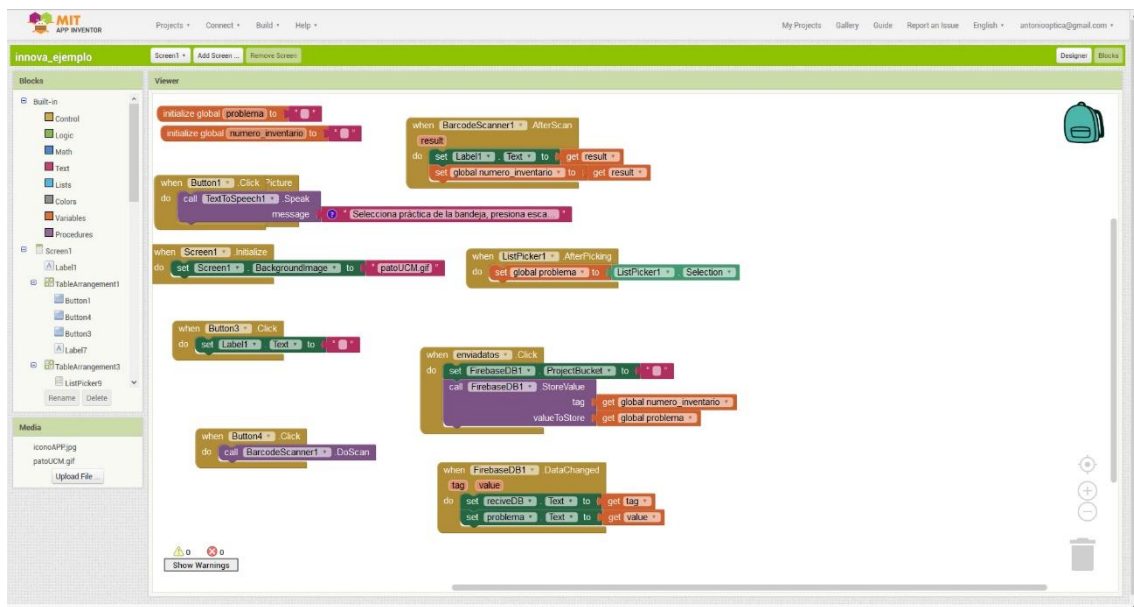 MIT
APP INVENTOR
Projects
Connect
Build
Help
My Projects
Gallery
Guide
Report an Issue
English
antoniooptica@gmail.com
innova_ejemplo
Screen1
Add Screen ...
Remove Screen
Designer
Blocks
Blocks
Viewer
Built-in
Control
Logic
Math
Text
Lists
Colors
Variables
Procedures
Screen1
Label1
TableArrangement1
Button1
Button4
Button3
Label7
TableArrangement3
ListPicker9
Rename
Delete
Media
iconoAPP.jpg
patoUCM.gif
Upload File ...
initialize global problema to " "
initialize global numero_inventario to " "
when BarcodeScanner1 .AfterScan
result
do set Label1 . Text to get result
set global numero_inventario to get result
when Button1 .Click Picture
do call TextToSpeech1 .Speak
message " Selecciona práctica de la bandeja, presiona esca... "
when Screen1 .Initialize
do set Screen1 . BackgroundImage to " patoUCM.gif "
when ListPicker1 .AfterPicking
do set global problema to ListPicker1 . Selection
when Button3 .Click
do set Label1 . Text to " "
when enviadatos .Click
do set FirebaseDB1 . ProjectBucket to " "
call FirebaseDB1 .StoreValue
tag get global numero_inventario
valueToStore get global problema
when Button4 .Click
do call BarcodeScanner1 .DoScan
when FirebaseDB1 .DataChanged
tag value
do set reciveDB . Text to get tag
set problema . Text to get value
0 0
Show Warnings